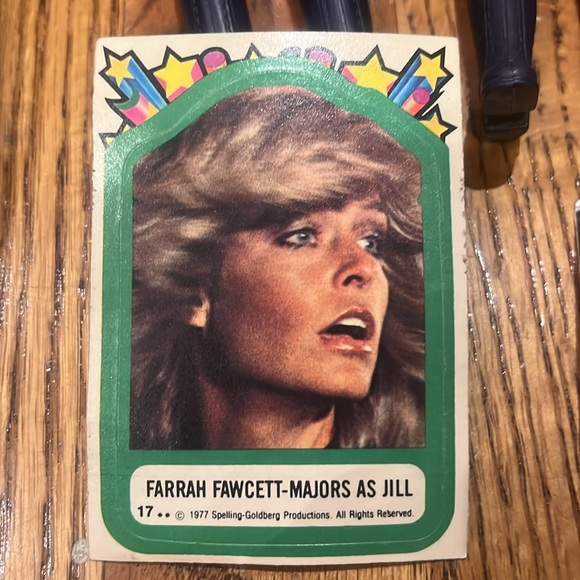 FARRAH FAWCETT-MAJORS AS JILL
17 ** © 1977 Spelling-Goldberg Productions. All Rights Reserved.